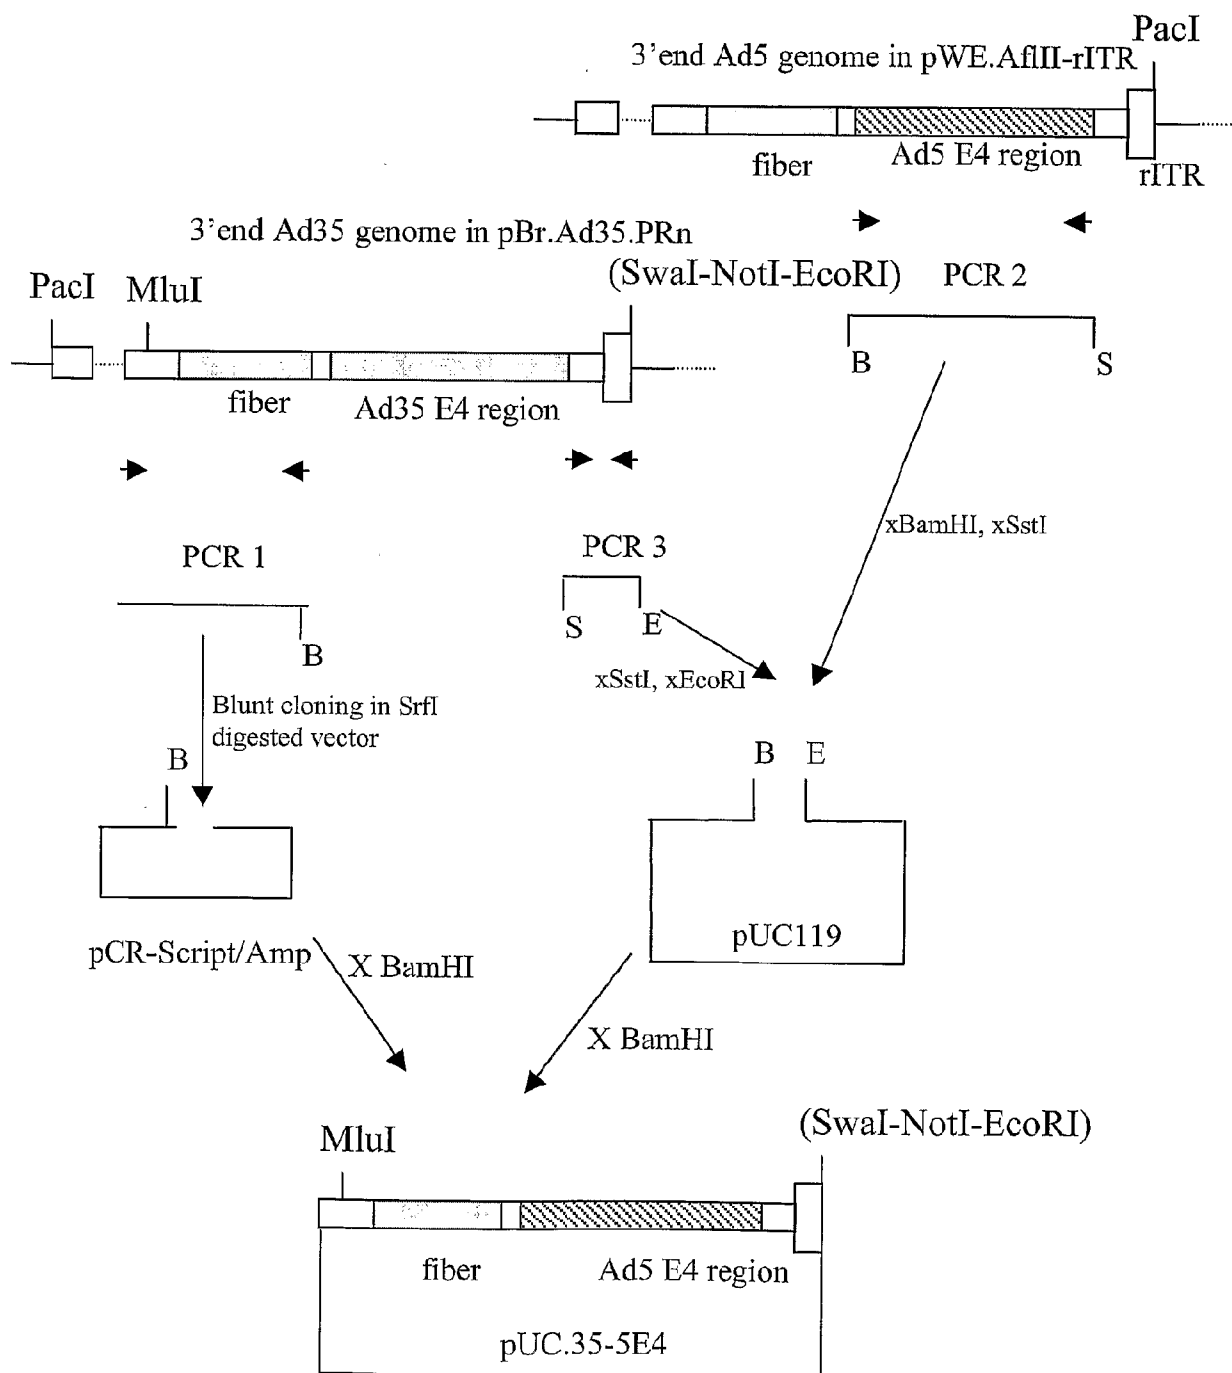 PacI
3'end Ad5 genome in pWE.AflII-rITR
fiber
Ad5 E4 region
rITR
3'end Ad35 genome in pBr.Ad35.PRn
PacI
MluI
(SwaI-NotI-EcoRI)
PCR 2
B
S
fiber
Ad35 E4 region
xBamHI, xSstI
PCR 1
PCR 3
S
E
B
xSstI, xEcoRI
Blunt cloning in SrfI
digested vector
B
B
E
pCR-Script/Amp
X BamHI
pUC119
X BamHI
MluI
(SwaI-NotI-EcoRI)
fiber
Ad5 E4 region
pUC.35-5E4